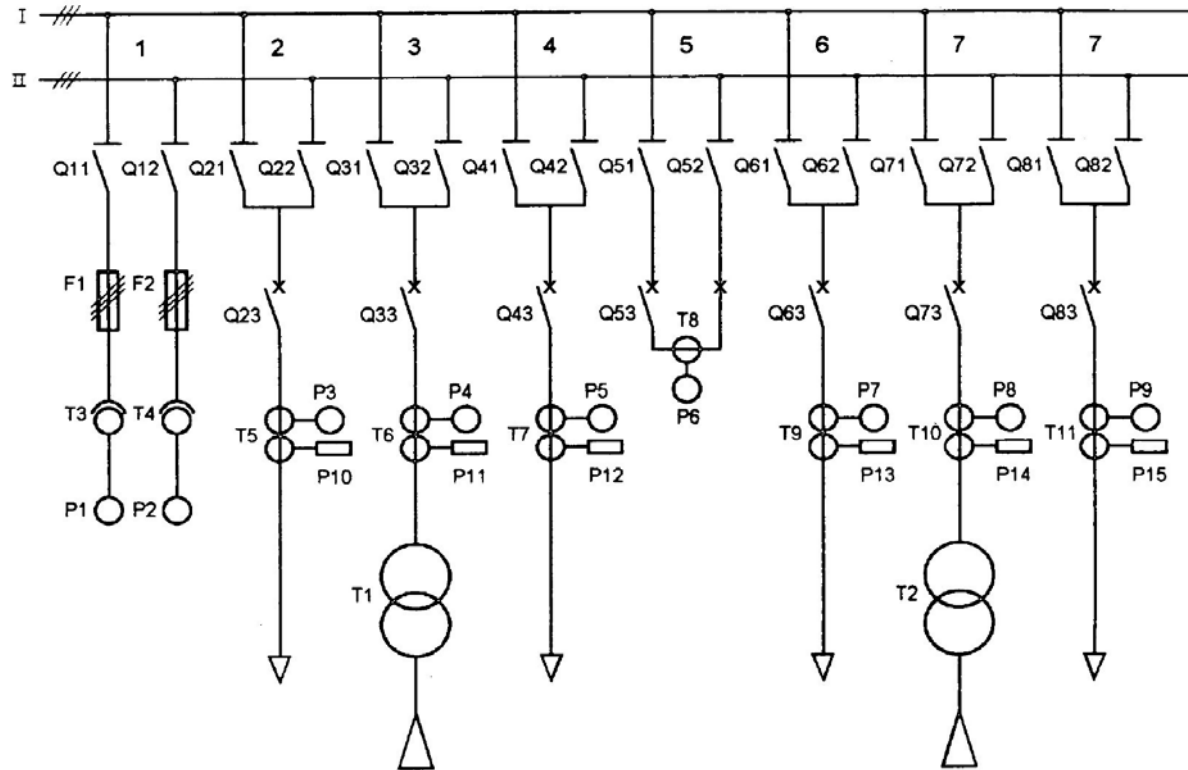 I
1 2 3 4 5 6 7 7
II
Q11 Q12 Q21 Q22 Q31 Q32 Q41 Q42 Q51 Q52 Q61 Q62 Q71 Q72 Q81 Q82
F1 F2
Q23 Q33 Q43 Q53 T8 Q63 Q73 Q83
P3 P4 P5 P6 P7 P8 P9
T3 T4 T5 T6 T7 T9 T10 T11
P10 P11 P12 P13 P14 P15
P1 P2
T1 T2